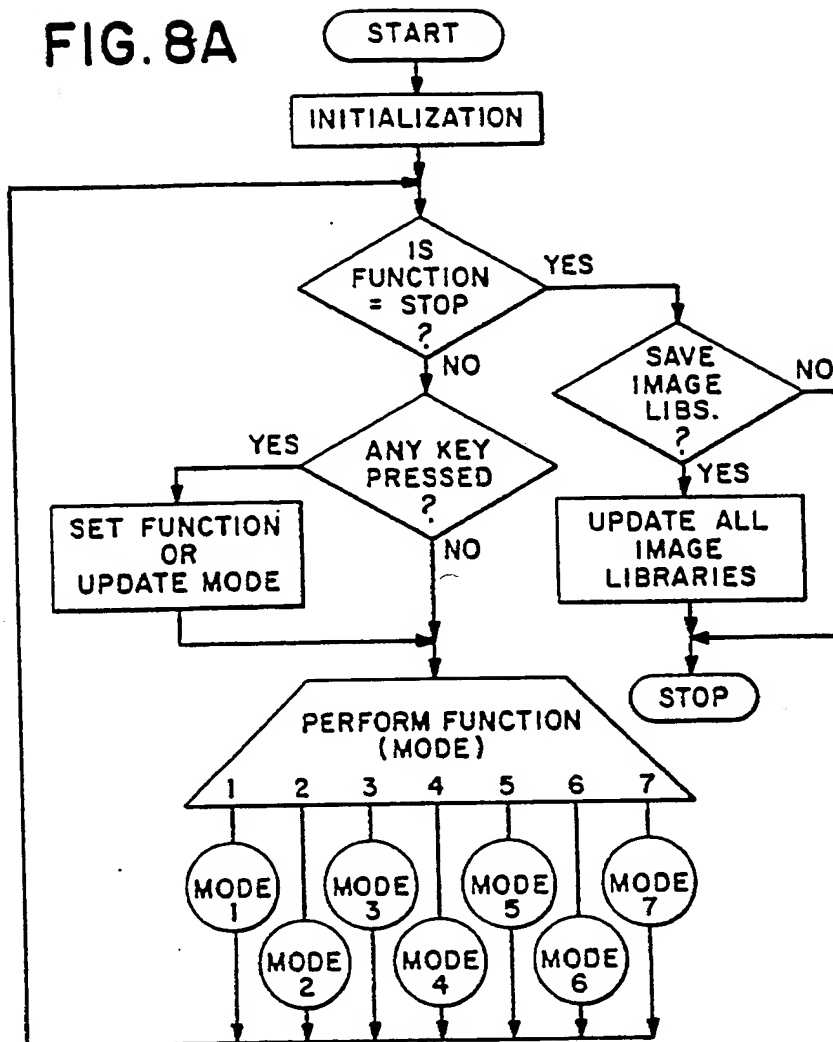 FIG. 8A
START
INITIALIZATION
IS
FUNCTION
= STOP
?
YES
NO
SAVE
IMAGE
LIBS.
?
NO
YES
ANY KEY
PRESSED
?
YES
NO
SET FUNCTION
OR
UPDATE MODE
UPDATE ALL
IMAGE
LIBRARIES
STOP
PERFORM FUNCTION
(MODE)
1 2 3 4 5 6 7
MODE
1
MODE
2
MODE
3
MODE
4
MODE
5
MODE
6
MODE
7